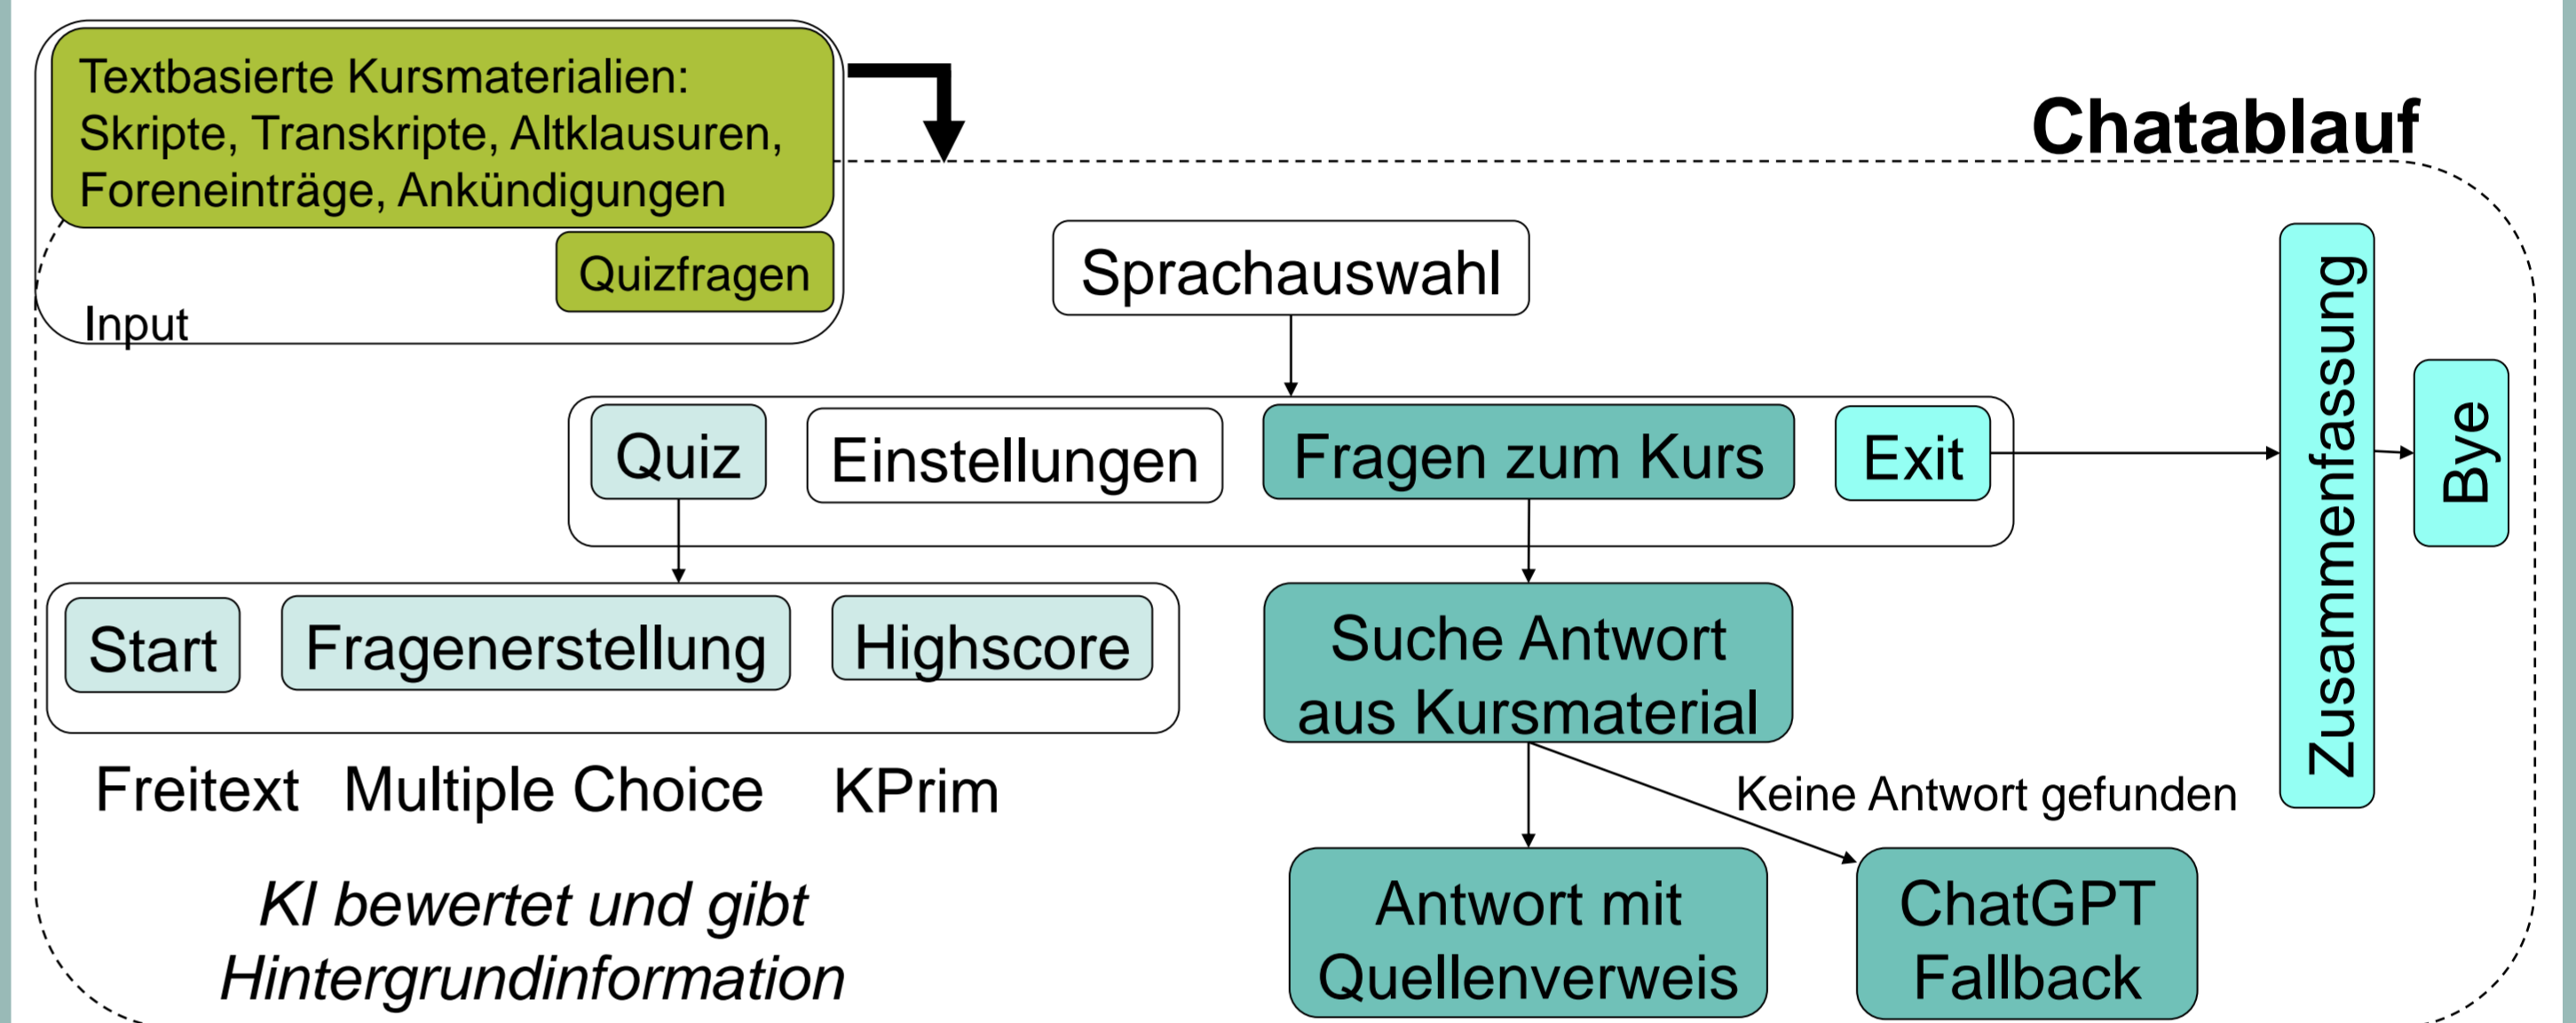 Textbasierte Kursmaterialien:
Skripte, Transkripte, Altklausuren,
Foreneinträge, Ankündigungen
Quizfragen
Input
Chatablauf
Sprachauswahl
Quiz
Einstellungen
Fragen zum Kurs
Exit
Zusammenfassung
Bye
Start
Fragenerstellung
Highscore
Freitext
Multiple Choice
KPrim
KI bewertet und gibt
Hintergrundinformation
Suche Antwort
aus Kursmaterial
Keine Antwort gefunden
Antwort mit
Quellenverweis
ChatGPT
Fallback